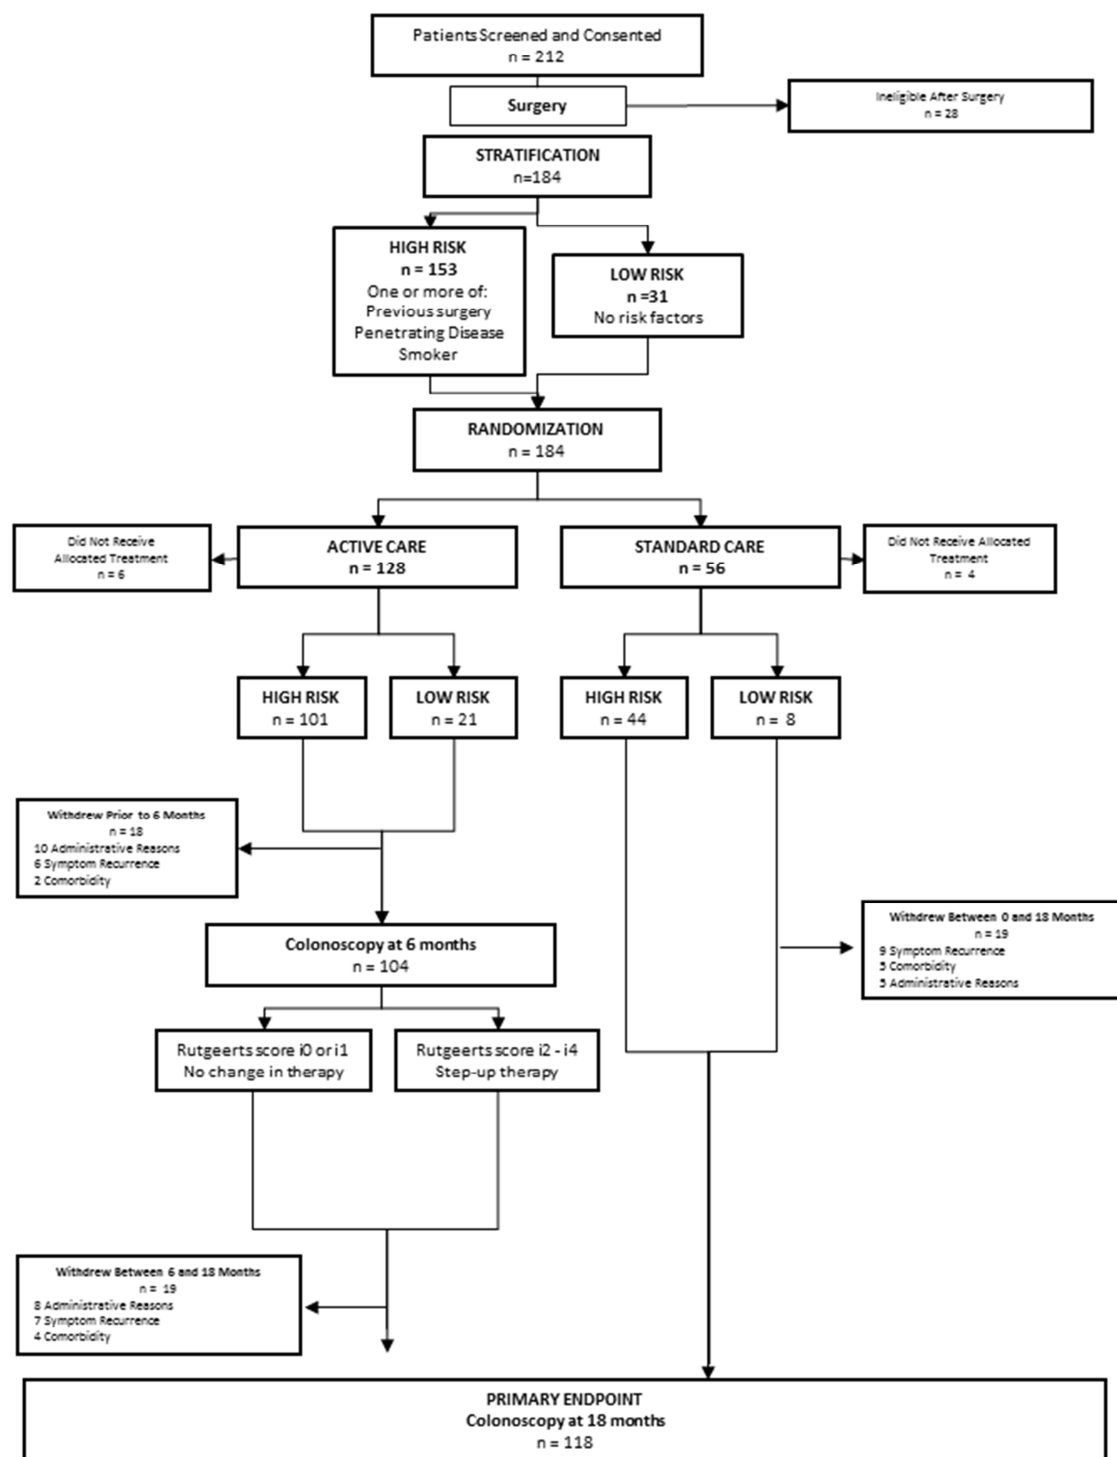 Patients Screened and Consented
n = 212
Surgery
Ineligible After Surgery
n = 28
STRATIFICATION
n=184
HIGH RISK
n = 153
One or more of:
Previous surgery
Penetrating Disease
Smoker
LOW RISK
n =31
No risk factors
RANDOMIZATION
n = 184
Did Not Receive
Allocated Treatment
n = 6
ACTIVE CARE
n = 128
STANDARD CARE
n = 56
Did Not Receive Allocated
Treatment
n = 4
HIGH RISK
n = 101
LOW RISK
n = 21
HIGH RISK
n = 44
LOW RISK
n = 8
Withdrew Prior to 6 Months
n = 18
10 Administrative Reasons
6 Symptom Recurrence
2 Comorbidity
Colonoscopy at 6 months
n = 104
Withdrew Between 0 and 18 Months
n = 19
9 Symptom Recurrence
5 Comorbidity
5 Administrative Reasons
Rutgeerts score i0 or i1
No change in therapy
Rutgeerts score i2 - i4
Step-up therapy
Withdrew Between 6 and 18 Months
n = 19
8 Administrative Reasons
7 Symptom Recurrence
4 Comorbidity
PRIMARY ENDPOINT
Colonoscopy at 18 months
n = 118